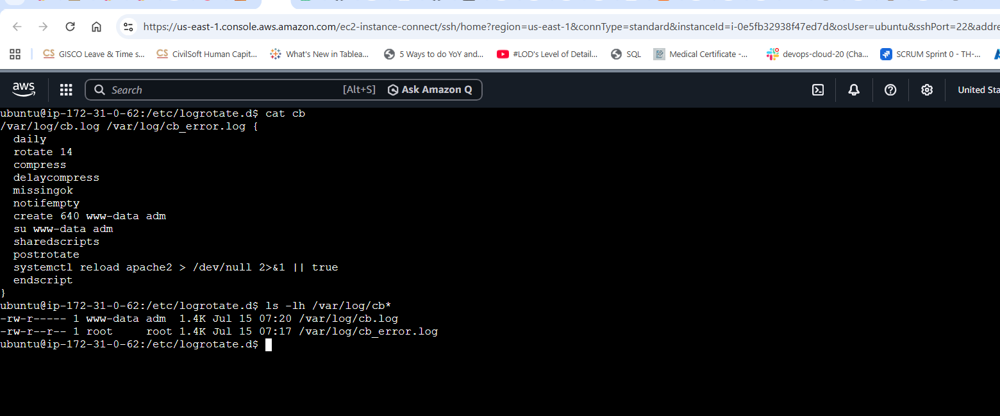 https://us-east-1.console.aws.amazon.com/ec2-instance-connect/ssh/home?region=us-east-1&connType=standard&instanceId=i-0e5fb32938f47ed7d&osUser=ubuntu&sshPort=22&addre
CS GISCO Leave & Time s... CS CivilSoft Human Capit... What's New in Tablea... 5 Ways to do YoY and... #LOD's Level of Detail... SQL Medical Certificate -... devops-cloud-20 (Cha... SCRUM Sprint 0 - TH-...
aws Search [Alt+S] Ask Amazon Q United Sta
ubuntu@ip-172-31-0-62:/etc/logrotate.d$ cat cb
/var/log/cb.log /var/log/cb_error.log {
  daily
  rotate 14
  compress
  delaycompress
  missingok
  notifempty
  create 640 www-data adm
  su www-data adm
  sharedscripts
  postrotate
  systemctl reload apache2 > /dev/null 2>&1 || true
  endscript
}
ubuntu@ip-172-31-0-62:/etc/logrotate.d$ ls -lh /var/log/cb*
-rw-r----- 1 www-data adm  1.4K Jul 15 07:20 /var/log/cb.log
-rw-r--r-- 1 root     root 1.4K Jul 15 07:17 /var/log/cb_error.log
ubuntu@ip-172-31-0-62:/etc/logrotate.d$